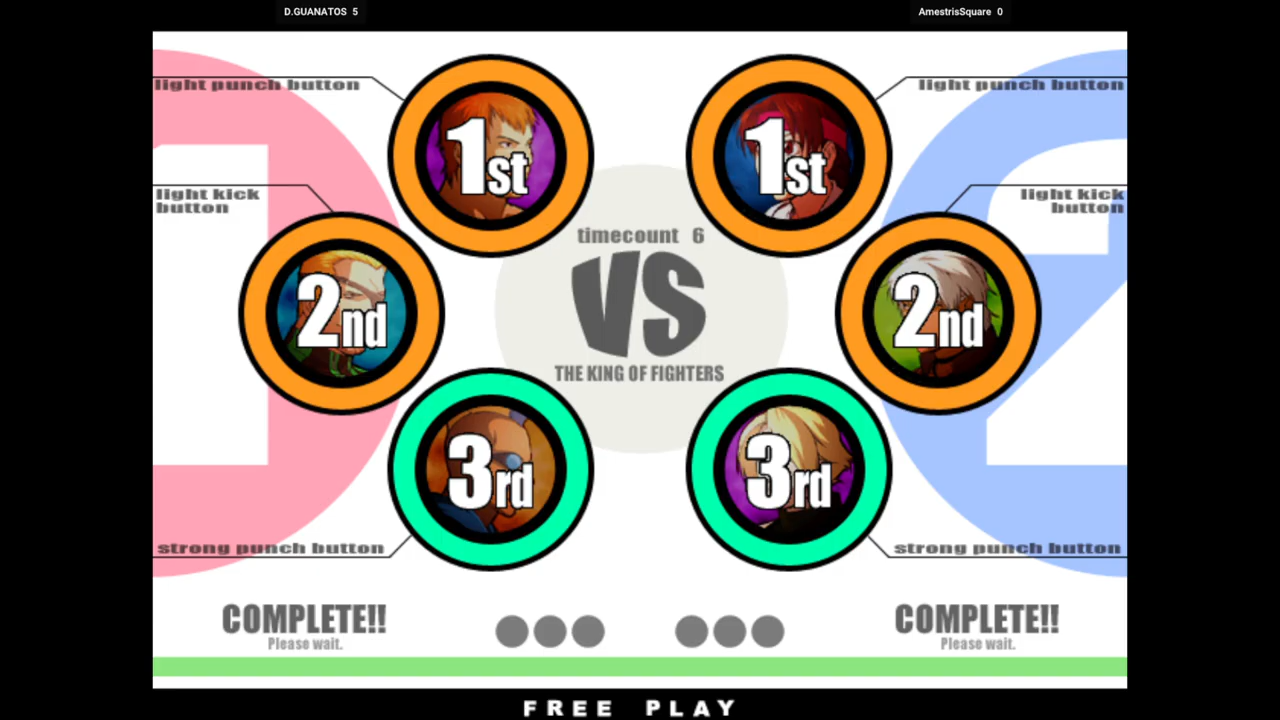 D.GUANATOS 5
AmestrisSquare 0
light punch button
light punch button
1st
1st
light kick
button
light kick
button
timecount 6
VS
THE KING OF FIGHTERS
1
2
2nd
2nd
3rd
3rd
strong punch button
strong punch button
COMPLETE!!
Please wait.
COMPLETE!!
Please wait.
FREE PLAY